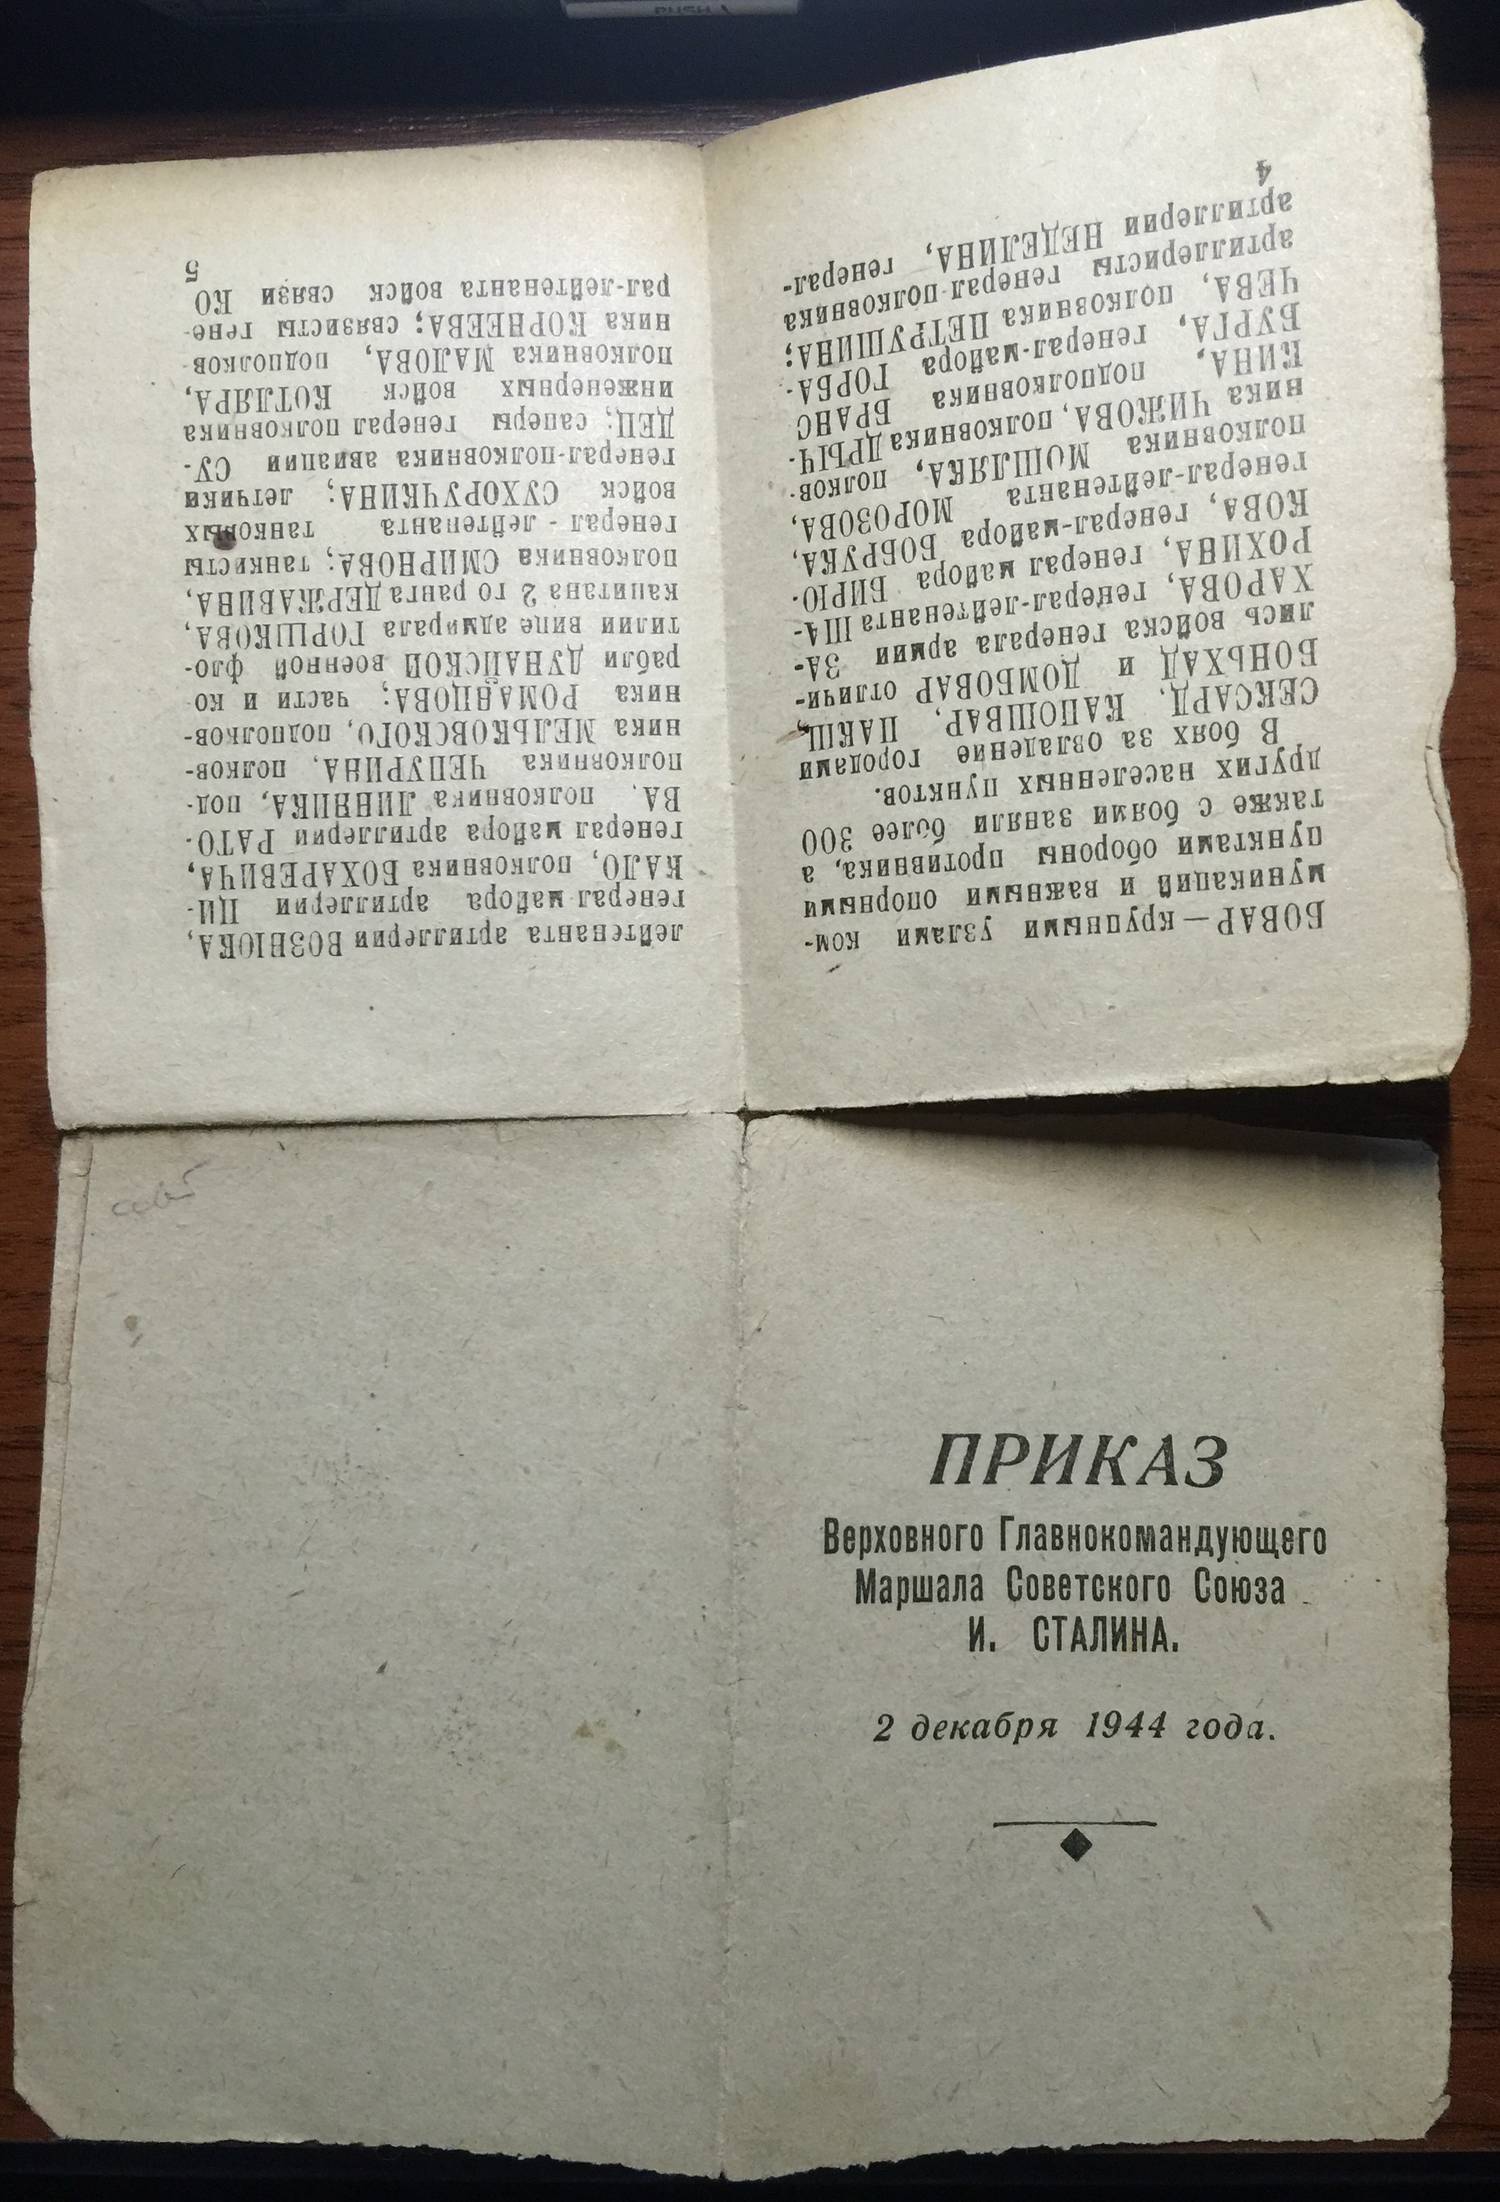 ПРИКАЗ
Верховного Главнокомандующего
Маршала Советского Союза
И. СТАЛИНА.
2 декабря 1944 года.
БОВАР — крупными узлами ком-
муникаций и важными опорными
пунктами обороны противника, а
также с боями заняли более 300
других населенных пунктов.
В боях за овладение городами
СЕКСАРД, КАПОШВАР, ПАКШ,
БОНЬХАД и ДОМБОВАР отличи-
лись войска генерала армии ЗА-
ХАРОВА, генерал-лейтенанта ША-
РОХИНА, генерал майора БИРЮ-
КОВА, генерал-майора БОБРУКА,
генерал-лейтенанта МОРОЗОВА,
полковника МОШЛЯКА, полков-
ника ЧИЖОВА, полковника ДРЫЧ-
КИНА, подполковника БРАНС
БУРГА, генерал-майора ГОРБА-
ЧЕВА, полковника ПЕТРУШИНА;
артиллеристы генерал-полковника
артиллерии НЕДЕЛИНА, генерал-
4
лейтенанта артиллерии ВОЗНЮКА,
генерал-майора артиллерии ЦИ-
КАЛО, полковника БОХАРЕВИЧА,
генерал майора артиллерии РАТО-
ВА, полковника ЛИННИКА, под-
полковника ЧЕПУРИНА, полков-
ника МЕЛЬКОВСКОГО, подполков-
ника РОМАНЦОВА; части и ко
рабли ДУНАЙСКОЙ военной фло-
тилии вице адмирала ГОРШКОВА,
капитана 2 го ранга ДЕРЖАВИНА,
полковника СМИРНОВА; танкисты
генерал - лейтенанта танковых
войск СУХОРУЧКИНА; летчики
генерал-полковника авиации СУ-
ДЕЦ; саперы генерал полковника
инженерных войск КОТЛЯРА,
полковника МАЛОВА, подполков-
ника КОРНЕЕВА; связисты гене-
рал-лейтенанта войск связи КО
5